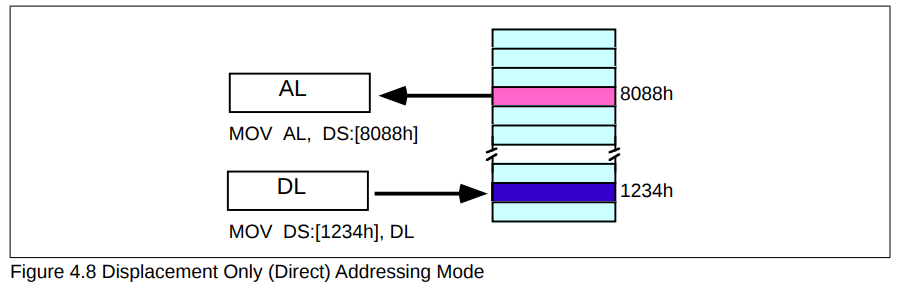 AL
8088h
MOV AL, DS:[8088h]
DL
1234h
MOV DS:[1234h], DL
Figure 4.8 Displacement Only (Direct) Addressing Mode